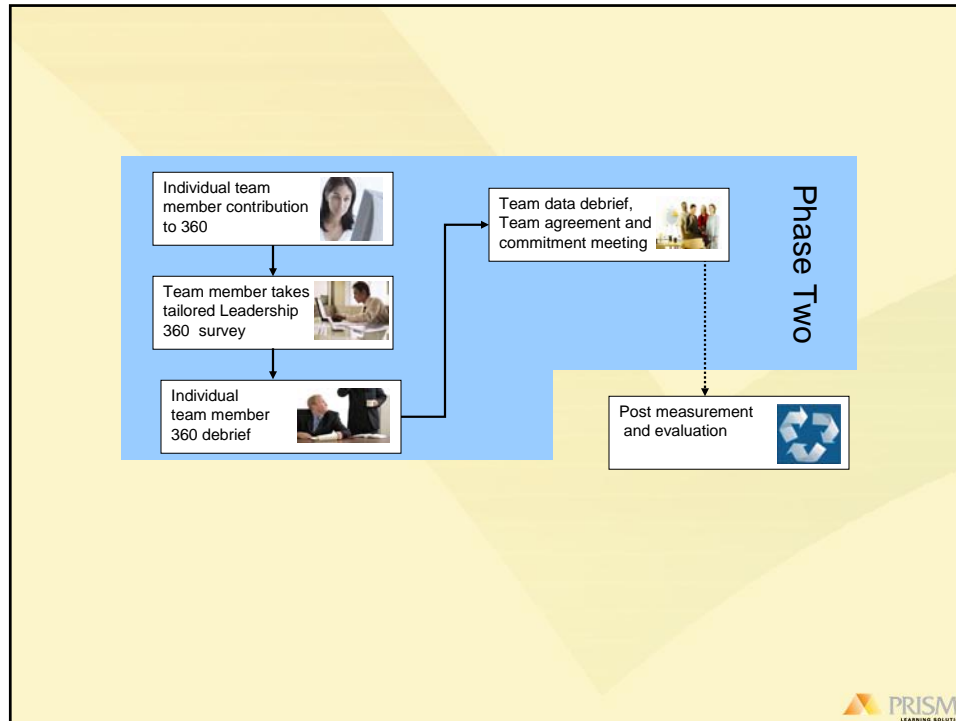 Individual team
member contribution
to 360
Team member takes
tailored Leadership
360 survey
Individual
team member
360 debrief
Team data debrief,
Team agreement and
commitment meeting
Phase Two
Post measurement
and evaluation
PRISM